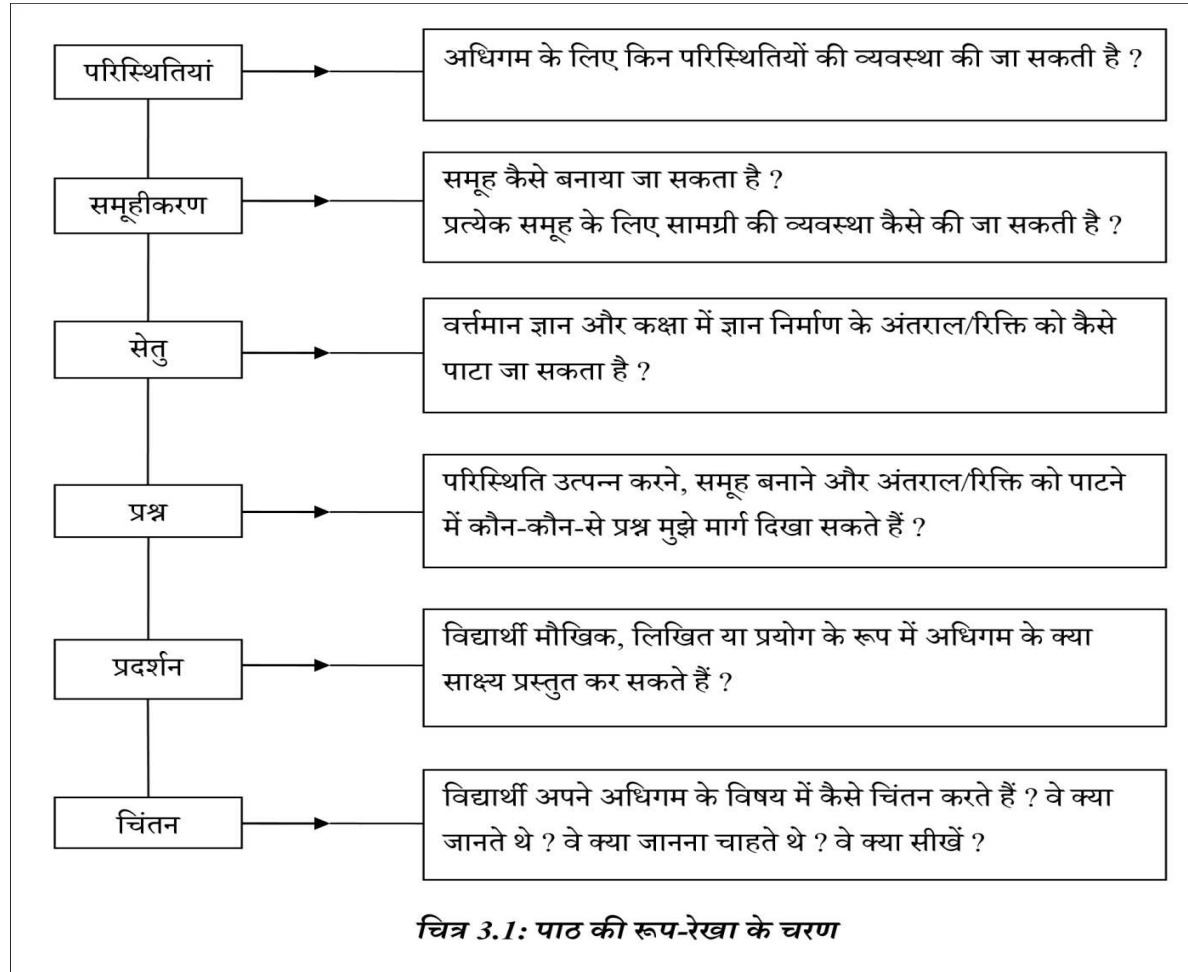 परिस्थितियां
अधिगम के लिए किन परिस्थितियों की व्यवस्था की जा सकती है ?
समूहीकरण
समूह कैसे बनाया जा सकता है ?
प्रत्येक समूह के लिए सामग्री की व्यवस्था कैसे की जा सकती है ?
सेतु
वर्त्तमान ज्ञान और कक्षा में ज्ञान निर्माण के अंतराल/रिक्ति को कैसे
पाटा जा सकता है ?
प्रश्न
परिस्थिति उत्पन्न करने, समूह बनाने और अंतराल/रिक्ति को पाटने
में कौन-कौन-से प्रश्न मुझे मार्ग दिखा सकते हैं ?
प्रदर्शन
विद्यार्थी मौखिक, लिखित या प्रयोग के रूप में अधिगम के क्या
साक्ष्य प्रस्तुत कर सकते हैं ?
चिंतन
विद्यार्थी अपने अधिगम के विषय में कैसे चिंतन करते हैं ? वे क्या
जानते थे ? वे क्या जानना चाहते थे ? वे क्या सीखें ?
चित्र 3.1: पाठ की रूप-रेखा के चरण